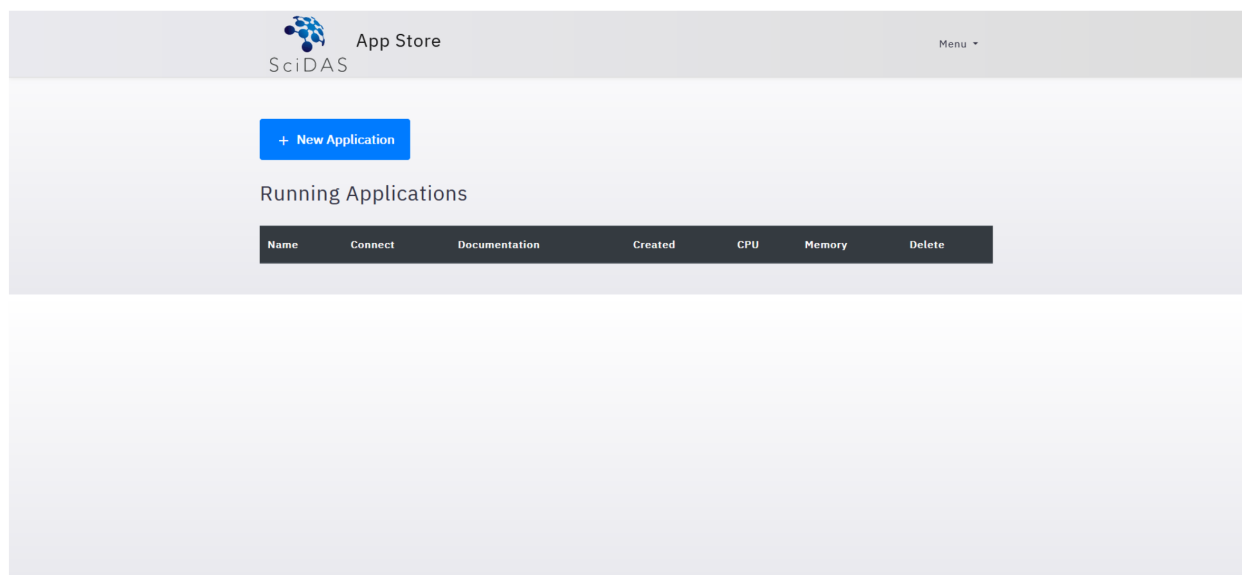 App Store
SciDAS
Menu
+ New Application
Running Applications
Name Connect Documentation Created CPU Memory Delete